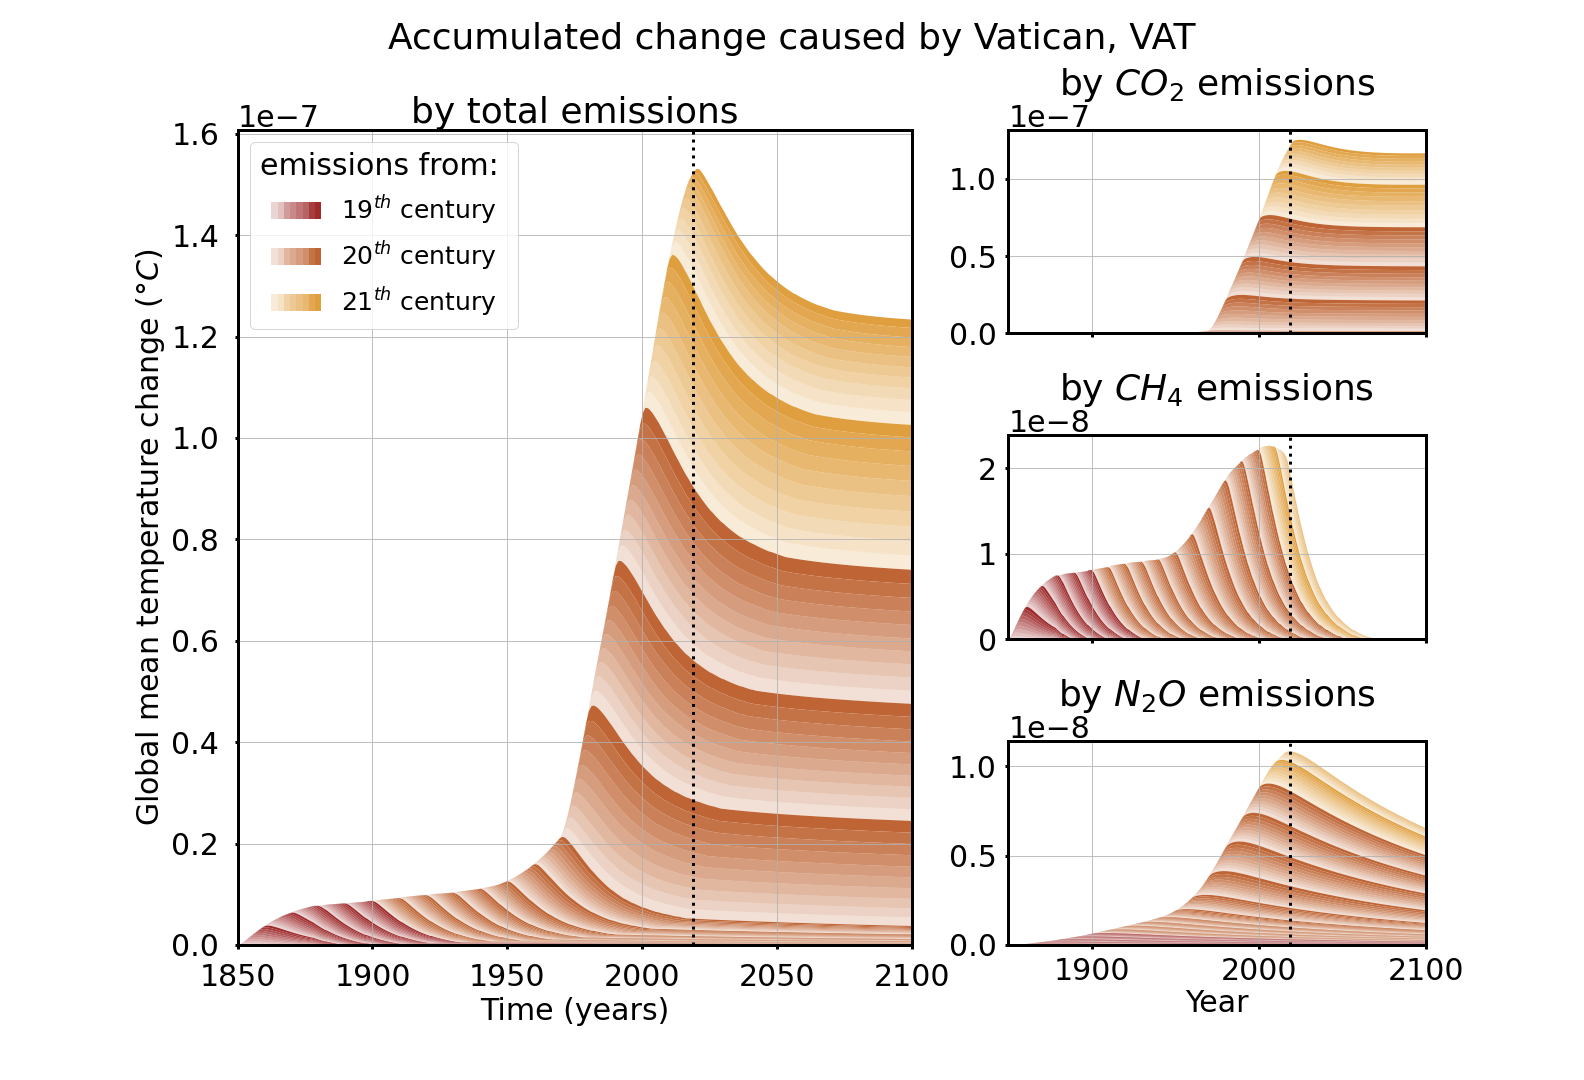 Accumulated change caused by Vatican, VAT
by total emissions
1e−7
1.6
1.4
1.2
1.0
0.8
0.6
0.4
0.2
0.0
Global mean temperature change (°C)
emissions from:
19th century
20th century
21th century
1850 1900 1950 2000 2050 2100
Time (years)
by CO2 emissions
1e−7
1.0
0.5
0.0
by CH4 emissions
1e−8
2
1
0
by N2O emissions
1e−8
1.0
0.5
0.0
1900 2000 2100
Year